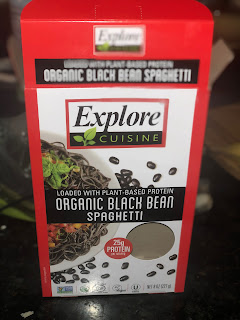 LOADED WITH PLANT-BASED PROTEIN
ORGANIC BLACK BEAN SPAGHETTI
Explore
CUISINE
LOADED WITH PLANT-BASED PROTEIN
ORGANIC BLACK BEAN
SPAGHETTI
25g
PROTEIN